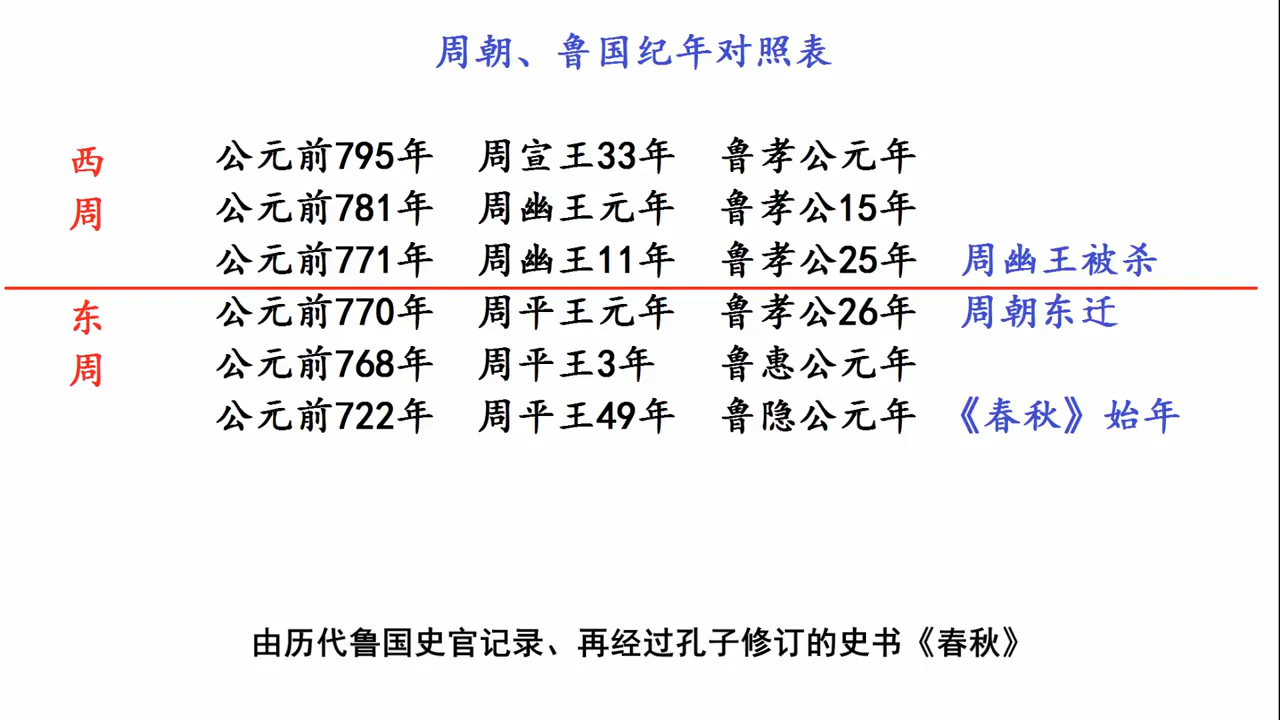 周朝、鲁国纪年对照表
西周
公元前795年 周宣王33年 鲁孝公元年
公元前781年 周幽王元年 鲁孝公15年
公元前771年 周幽王11年 鲁孝公25年 周幽王被杀
东周
公元前770年 周平王元年 鲁孝公26年 周朝东迁
公元前768年 周平王3年 鲁惠公元年
公元前722年 周平王49年 鲁隐公元年 《春秋》始年
由历代鲁国史官记录、再经过孔子修订的史书《春秋》